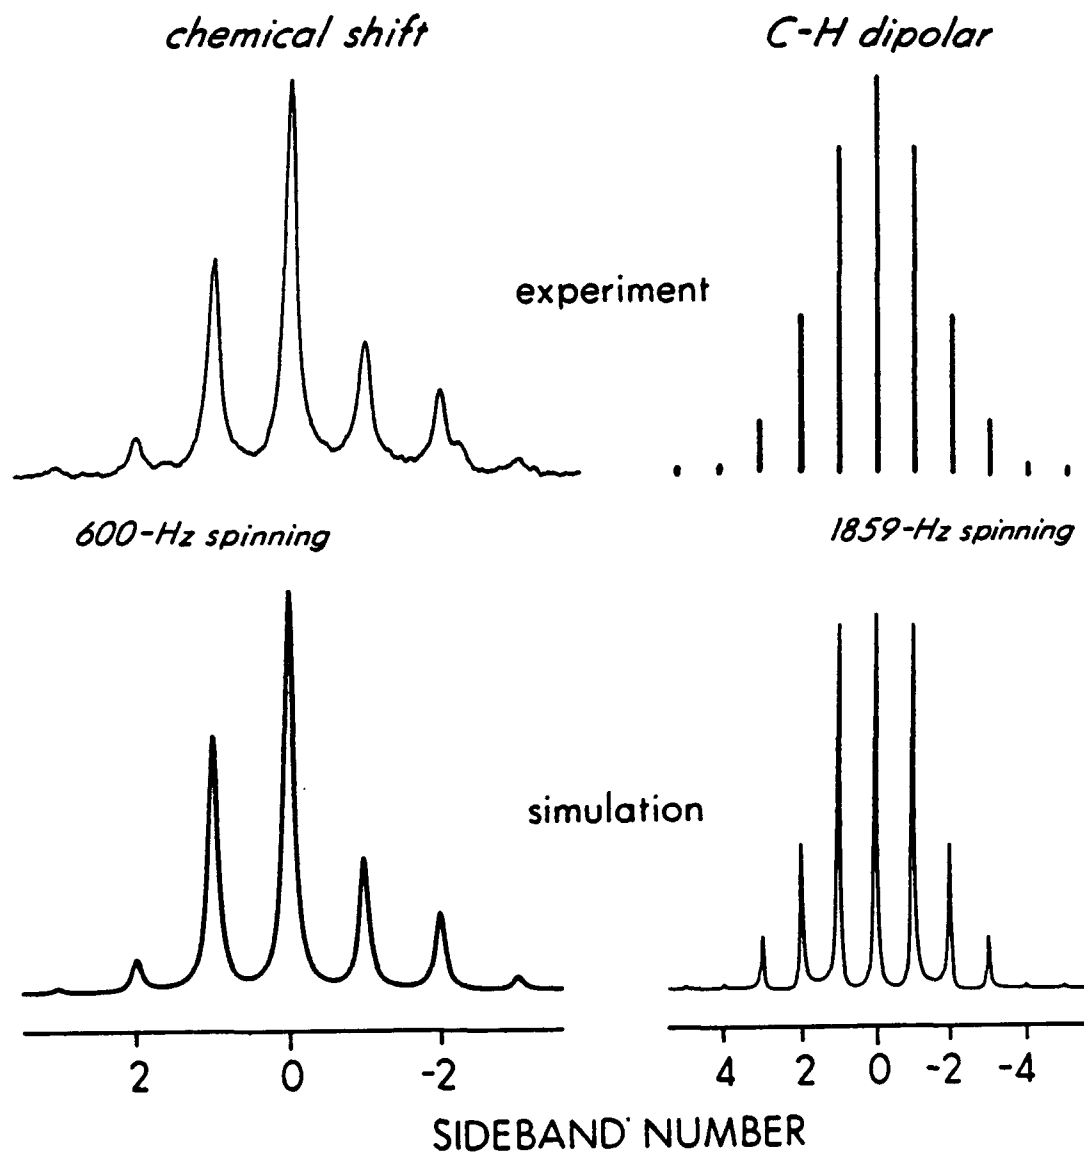 chemical shift
C-H dipolar
experiment
600-Hz spinning
1859-Hz spinning
simulation
2 0 -2
4 2 0 -2 -4
SIDEBAND NUMBER